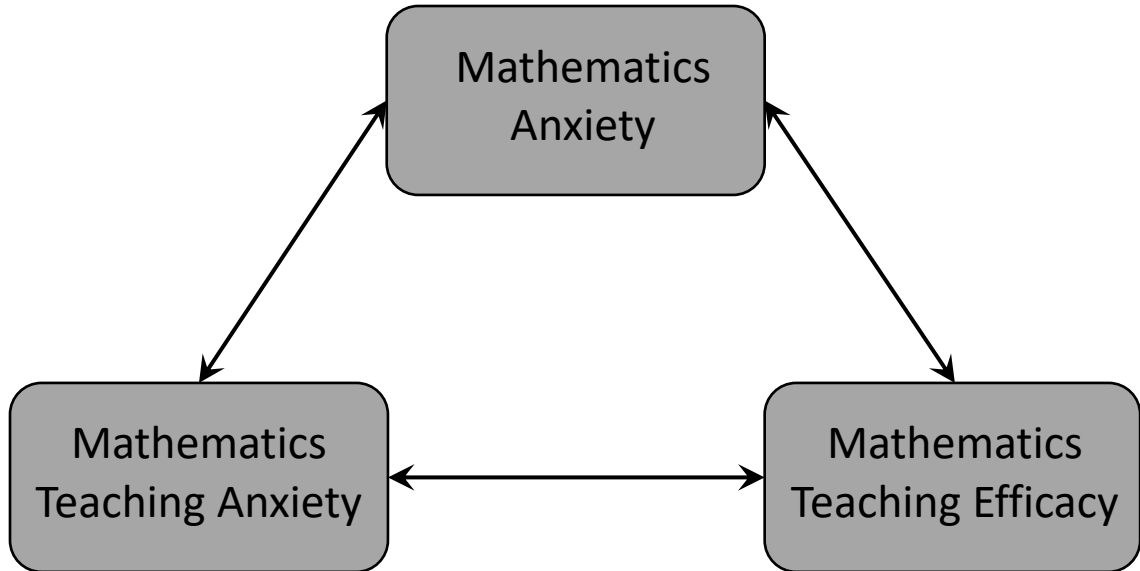 Mathematics
Anxiety
Mathematics
Teaching Anxiety
Mathematics
Teaching Efficacy